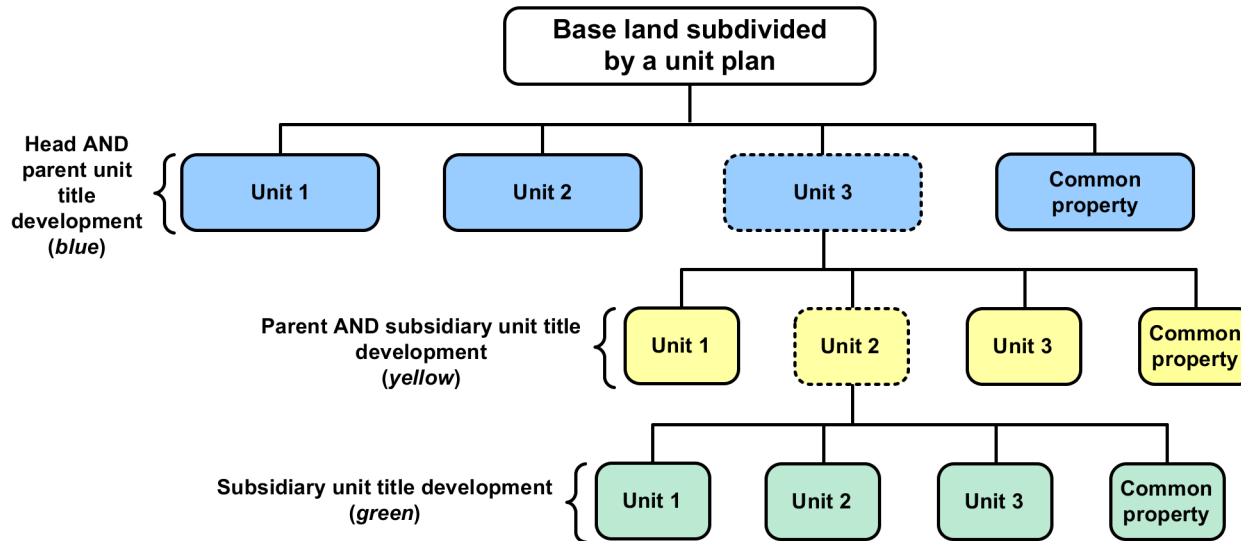 Base land subdivided
by a unit plan
Head AND
parent unit
title
development
(blue)
Unit 1
Unit 2
Unit 3
Common
property
Parent AND subsidiary unit title
development
(yellow)
Unit 1
Unit 2
Unit 3
Common
property
Subsidiary unit title development
(green)
Unit 1
Unit 2
Unit 3
Common
property